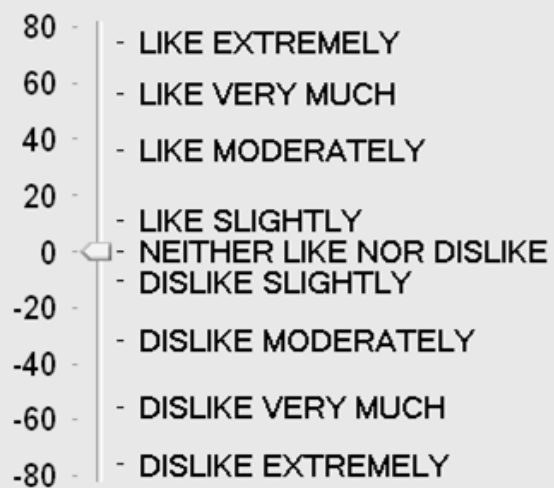 80
- LIKE EXTREMELY
60
- LIKE VERY MUCH
40
- LIKE MODERATELY
20
- LIKE SLIGHTLY
0 - NEITHER LIKE NOR DISLIKE
- DISLIKE SLIGHTLY
-20
- DISLIKE MODERATELY
-40
- DISLIKE VERY MUCH
-60
- DISLIKE EXTREMELY
-80